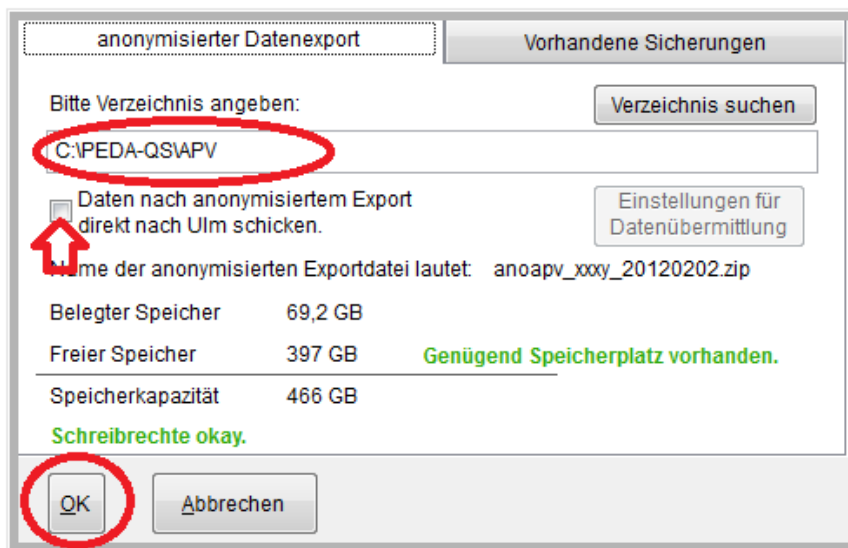 anonymisierter Datenexport
Vorhandene Sicherungen
Bitte Verzeichnis angeben:
Verzeichnis suchen
C:\PEDA-QS\APV
Daten nach anonymisiertem Export
direkt nach Ulm schicken.
Einstellungen für
Datenübermittlung
Name der anonymisierten Exportdatei lautet: anoapv_xxxy_20120202.zip
Belegter Speicher 69,2 GB
Freier Speicher 397 GB Genügend Speicherplatz vorhanden.
Speicherkapazität 466 GB
Schreibrechte okay.
OK
Abbrechen